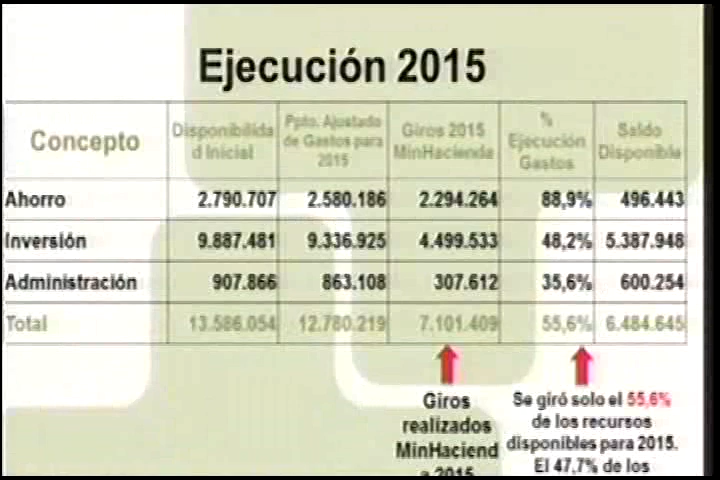 Ejecución 2015
Concepto Disponibilida d Inicial Ppto. Ajustado de Gastos para 2015 Giros 2015 MinHacienda % Ejecución Gastos Saldo Disponible
Ahorro 2.790.707 2.580.186 2.294.264 88,9% 496.443
Inversión 9.887.481 9.336.925 4.499.533 48,2% 5.387.948
Administración 907.866 863.108 307.612 35,6% 600.254
Total 13.586.054 12.780.219 7.101.409 55,6% 6.484.645
Giros
realizados
MinHaciend
a 2015
Se giró solo el 55,6%
de los recursos
disponibles para 2015.
El 47,7% de los